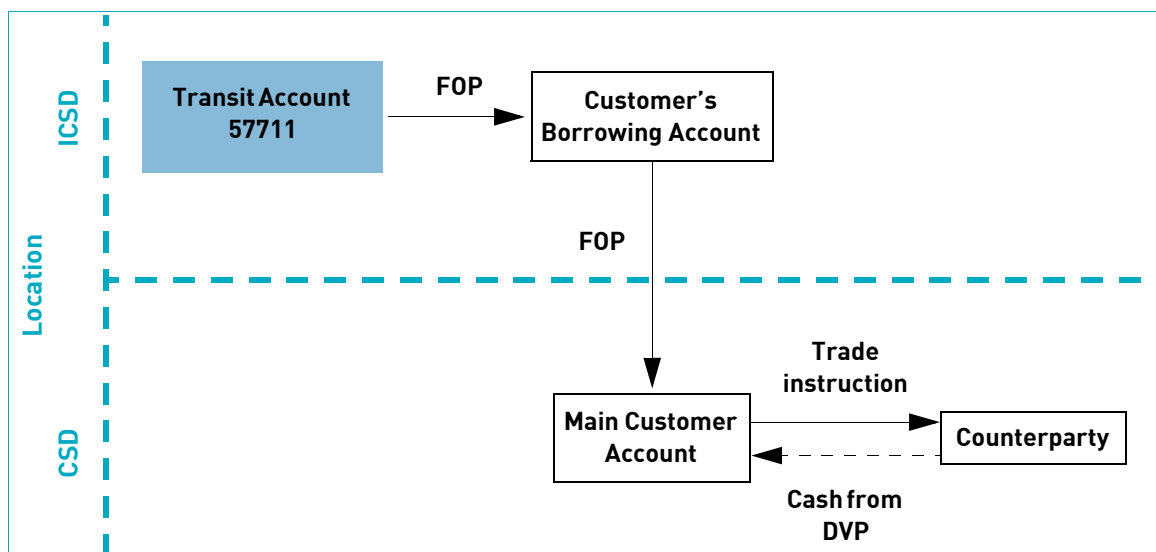 Location
ICSD
Transit Account
57711
FOP
Customer's
Borrowing Account
FOP
CSD
Main Customer
Account
Trade
instruction
Counterparty
Cash from
DVP